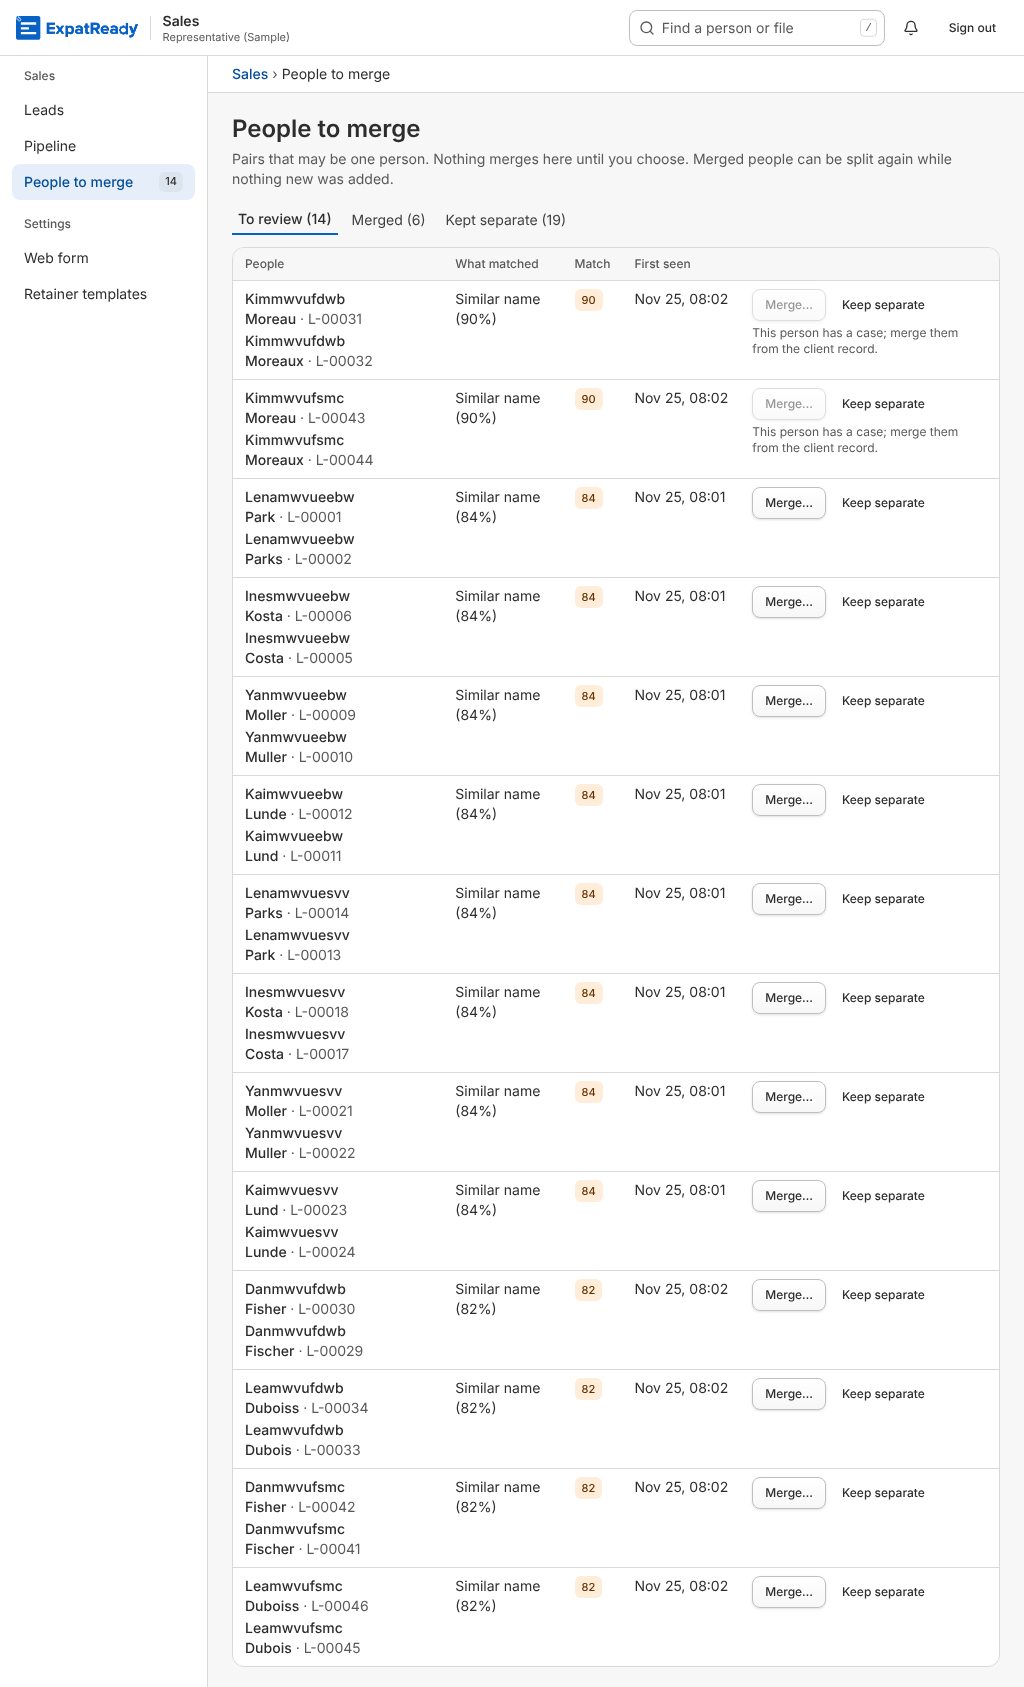 ExpatReady
Sales
Representative (Sample)
Find a person or file
/
Sign out
Sales
Leads
Pipeline
People to merge 14
Settings
Web form
Retainer templates
Sales › People to merge
People to merge
Pairs that may be one person. Nothing merges here until you choose. Merged people can be split again while
nothing new was added.
To review (14) Merged (6) Kept separate (19)
People What matched Match First seen
Kimmwvufdwb
Moreau · L-00031
Kimmwvufdwb
Moreaux · L-00032
Similar name
(90%)
90
Nov 25, 08:02
Merge... Keep separate
This person has a case; merge them
from the client record.
Kimmwvufsmc
Moreau · L-00043
Kimmwvufsmc
Moreaux · L-00044
Similar name
(90%)
90
Nov 25, 08:02
Merge... Keep separate
This person has a case; merge them
from the client record.
Lenamwvueebw
Park · L-00001
Lenamwvueebw
Parks · L-00002
Similar name
(84%)
84
Nov 25, 08:01
Merge... Keep separate
Inesmwvueebw
Kosta · L-00006
Inesmwvueebw
Costa · L-00005
Similar name
(84%)
84
Nov 25, 08:01
Merge... Keep separate
Yanmwvueebw
Moller · L-00009
Yanmwvueebw
Muller · L-00010
Similar name
(84%)
84
Nov 25, 08:01
Merge... Keep separate
Kaimwvueebw
Lunde · L-00012
Kaimwvueebw
Lund · L-00011
Similar name
(84%)
84
Nov 25, 08:01
Merge... Keep separate
Lenamwvuesvv
Parks · L-00014
Lenamwvuesvv
Park · L-00013
Similar name
(84%)
84
Nov 25, 08:01
Merge... Keep separate
Inesmwvuesvv
Kosta · L-00018
Inesmwvuesvv
Costa · L-00017
Similar name
(84%)
84
Nov 25, 08:01
Merge... Keep separate
Yanmwvuesvv
Moller · L-00021
Yanmwvuesvv
Muller · L-00022
Similar name
(84%)
84
Nov 25, 08:01
Merge... Keep separate
Kaimwvuesvv
Lund · L-00023
Kaimwvuesvv
Lunde · L-00024
Similar name
(84%)
84
Nov 25, 08:01
Merge... Keep separate
Danmwvufdwb
Fisher · L-00030
Danmwvufdwb
Fischer · L-00029
Similar name
(82%)
82
Nov 25, 08:02
Merge... Keep separate
Leamwvufdwb
Duboiss · L-00034
Leamwvufdwb
Dubois · L-00033
Similar name
(82%)
82
Nov 25, 08:02
Merge... Keep separate
Danmwvufsmc
Fisher · L-00042
Danmwvufsmc
Fischer · L-00041
Similar name
(82%)
82
Nov 25, 08:02
Merge... Keep separate
Leamwvufsmc
Duboiss · L-00046
Leamwvufsmc
Dubois · L-00045
Similar name
(82%)
82
Nov 25, 08:02
Merge... Keep separate